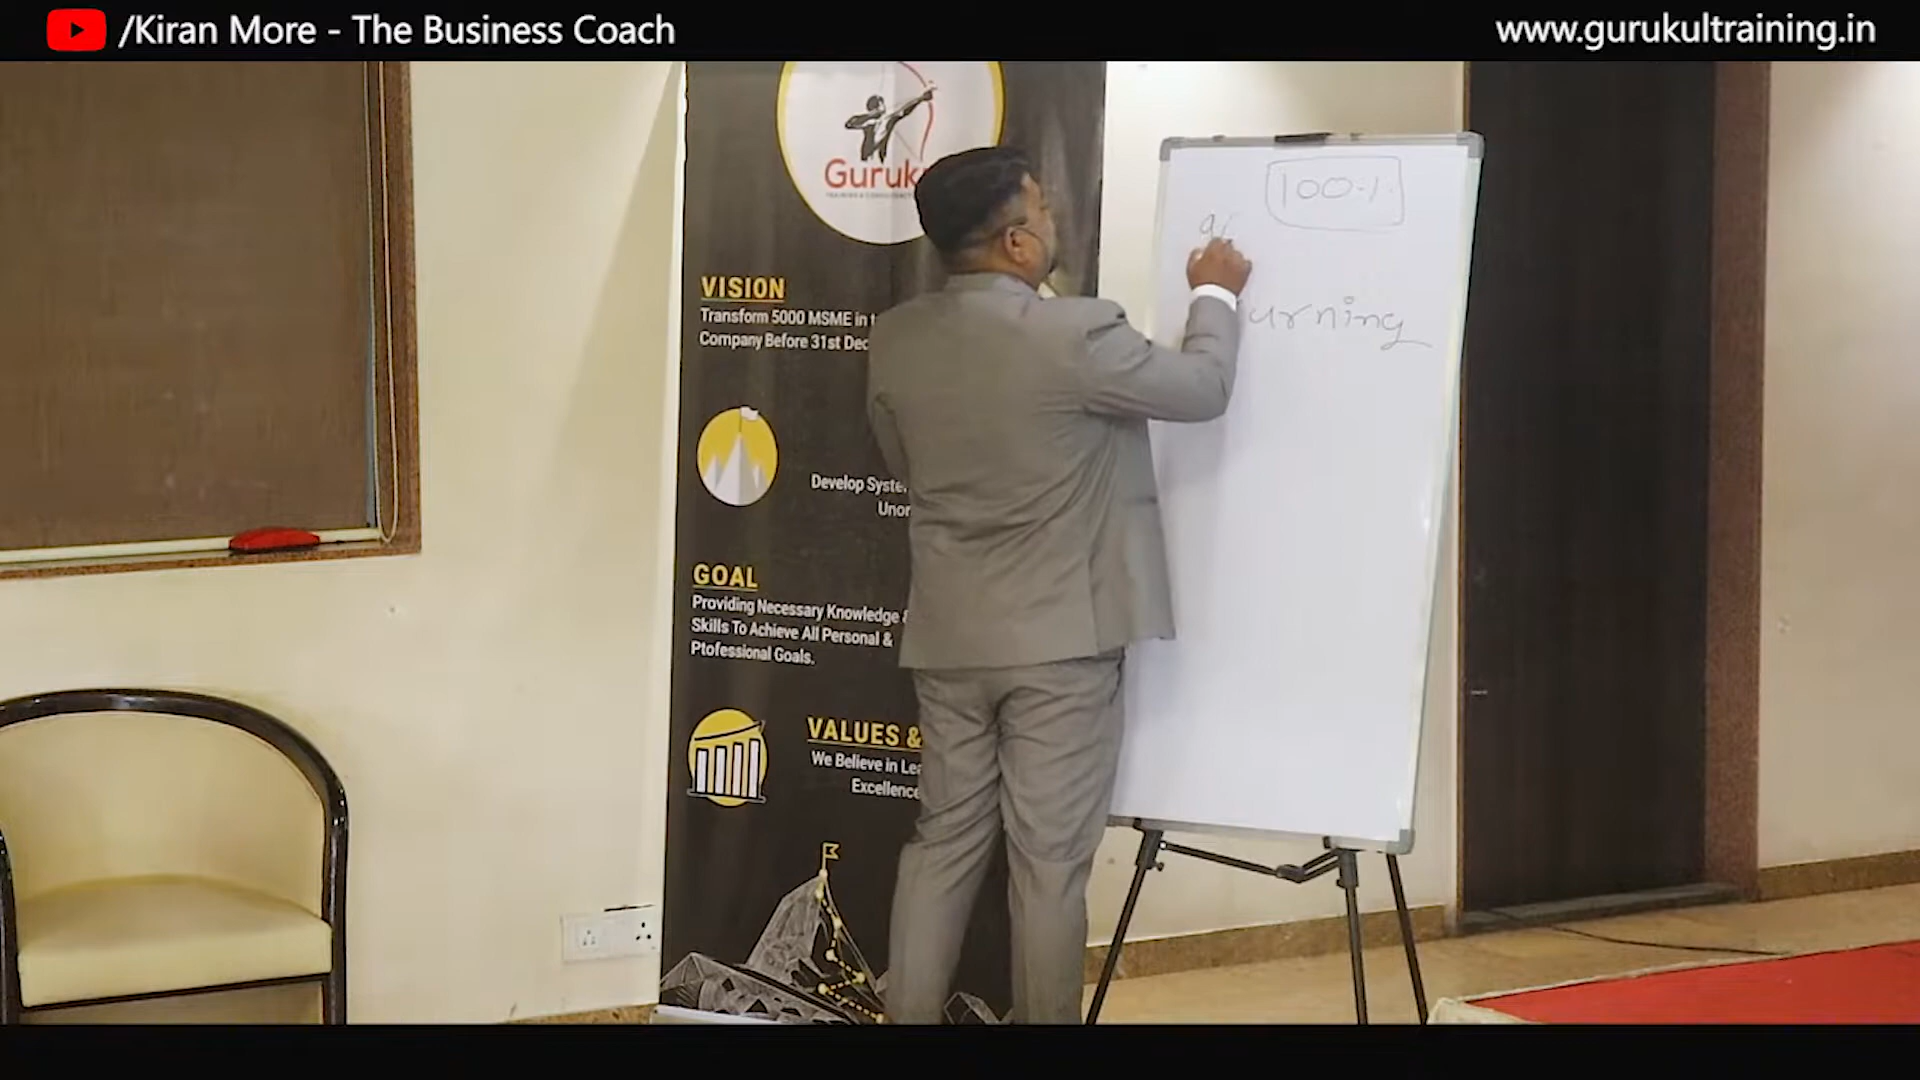 /Kiran More - The Business Coach
www.gurukultraining.in
Guruk
VISION
Transform 5000 MSME in t
Company Before 31st Dec
Develop Syste
Unor
GOAL
Providing Necessary Knowledge &
Skills To Achieve All Personal &
Ptofessional Goals.
VALUES &
We Believe in Lea
Excellence
100%
urning